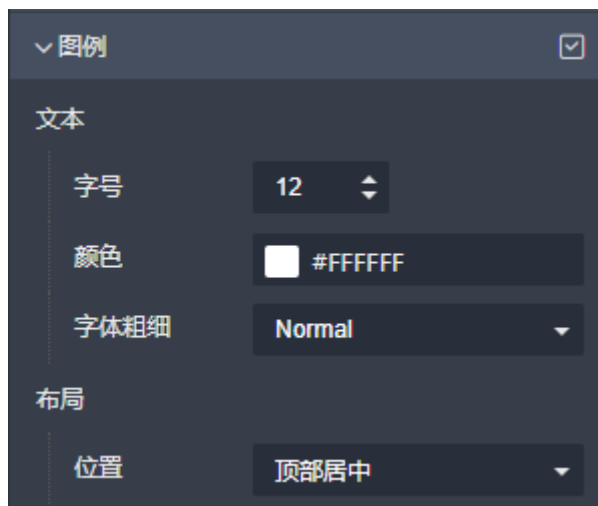 图例
文本
字号 12
颜色 #FFFFFF
字体粗细 Normal
布局
位置 顶部居中